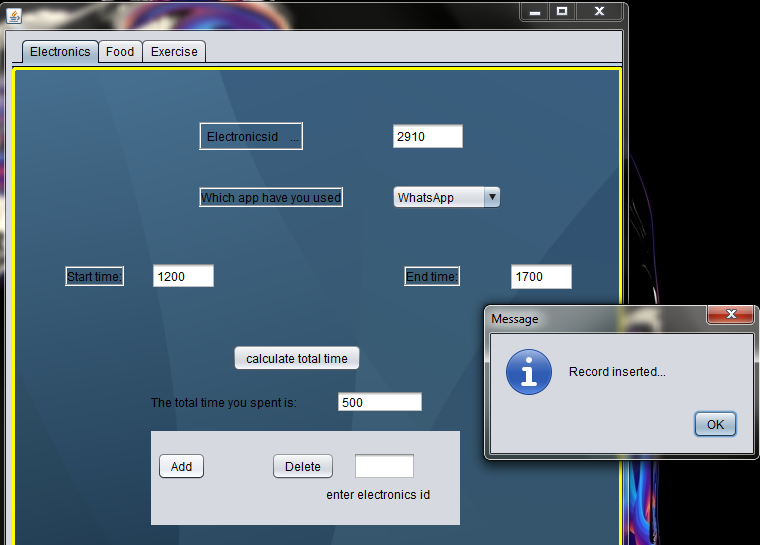 Electronics Food Exercise
Electronicsid ... 2910
Which app have you used WhatsApp
Start time: 1200 End time: 1700
Message
Record inserted...
OK
calculate total time
The total time you spent is: 500
Add Delete
enter electronics id